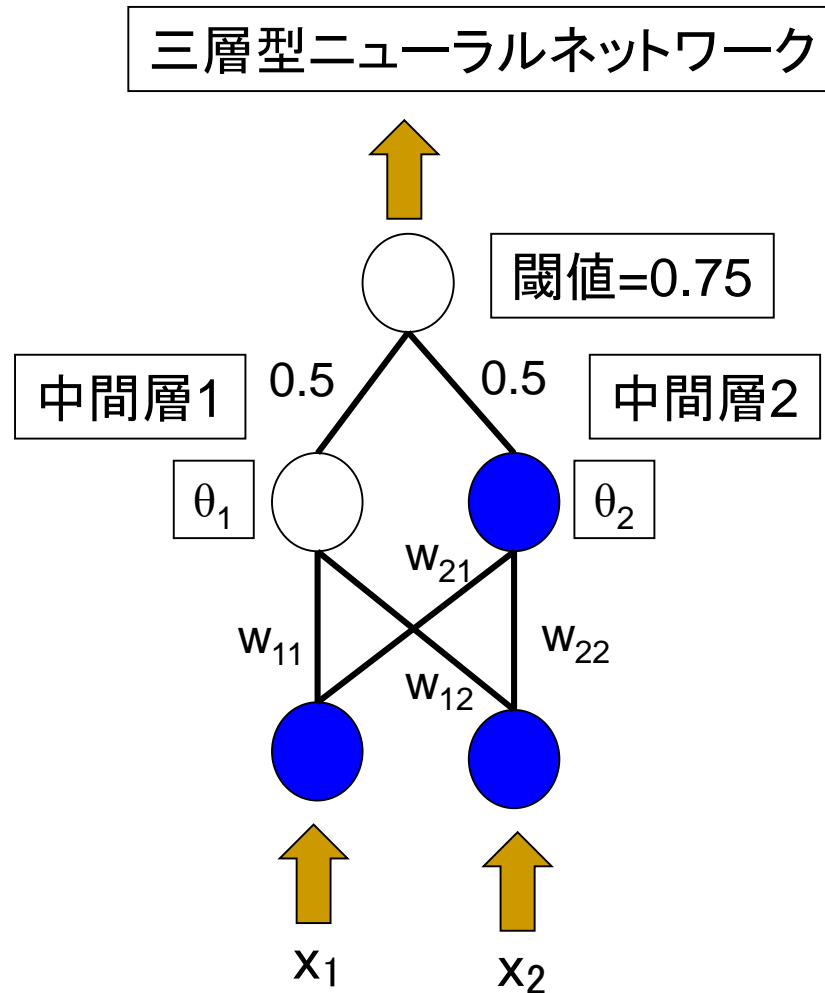 三層型ニューラルネットワーク
閾値=0.75
中間層1 0.5 0.5 中間層2
θ₁ θ₂
w₂₁
w₁₁ w₂₂
w₁₂
x₁ x₂